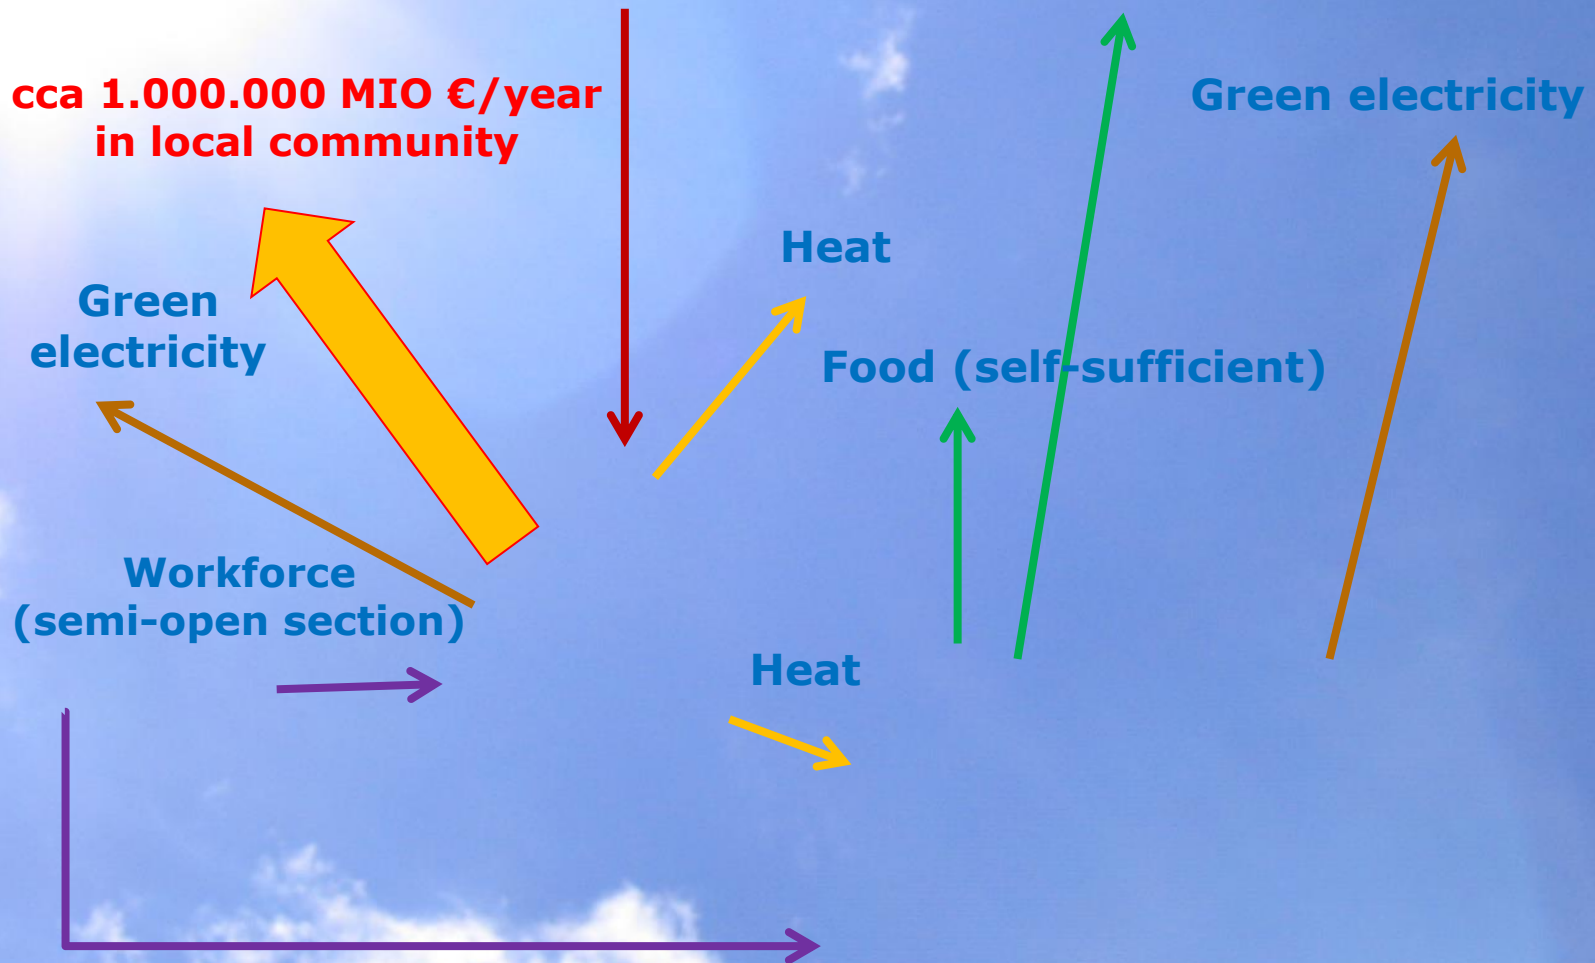 cca 1.000.000 MIO €/year
in local community
Green electricity
Heat
Green
electricity
Food (self-sufficient)
Workforce
(semi-open section)
Heat